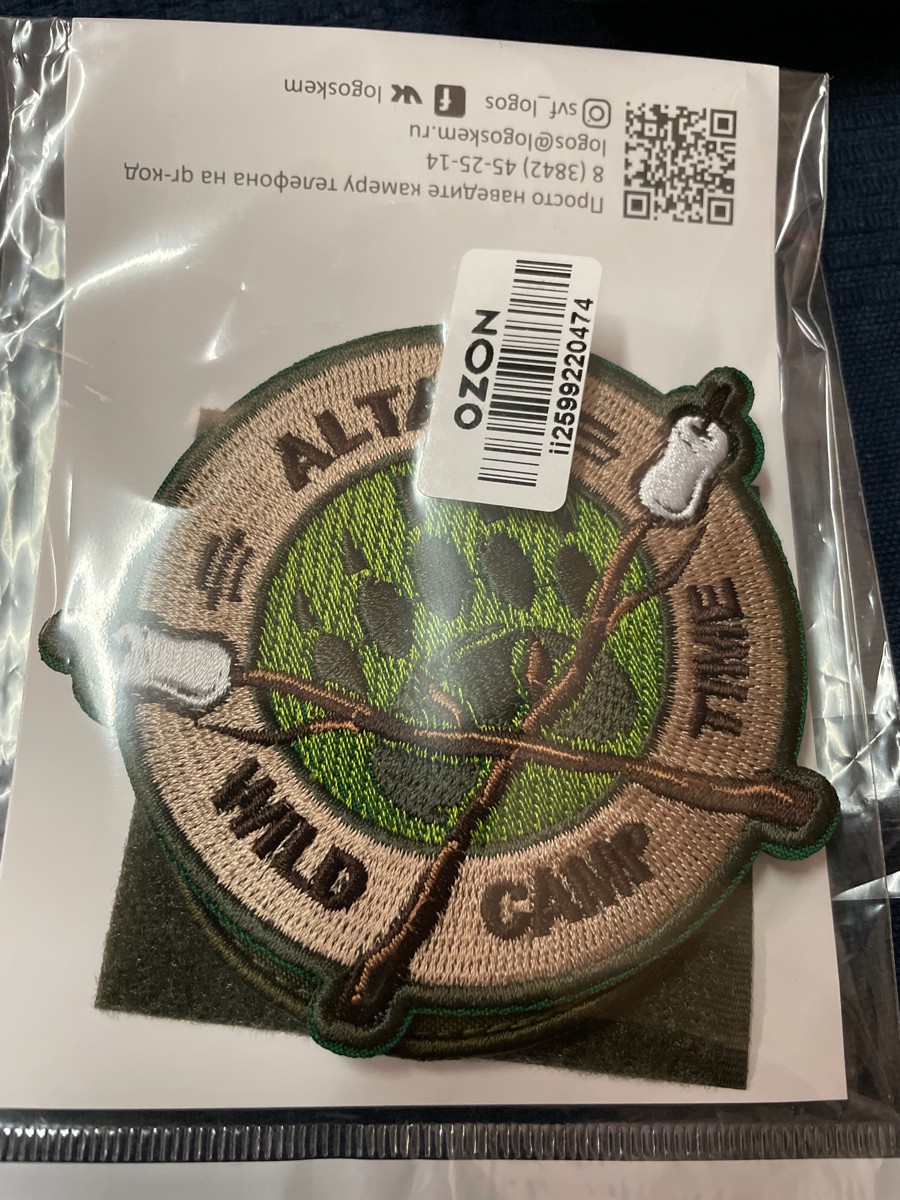 Просто наведите камеру телефона на qr-код
8 (3842) 45-25-14
logos@logoskem.ru
svf_logos logoskem
OZON
ii2599220474
ALTA
TIME
WILD
CAMP